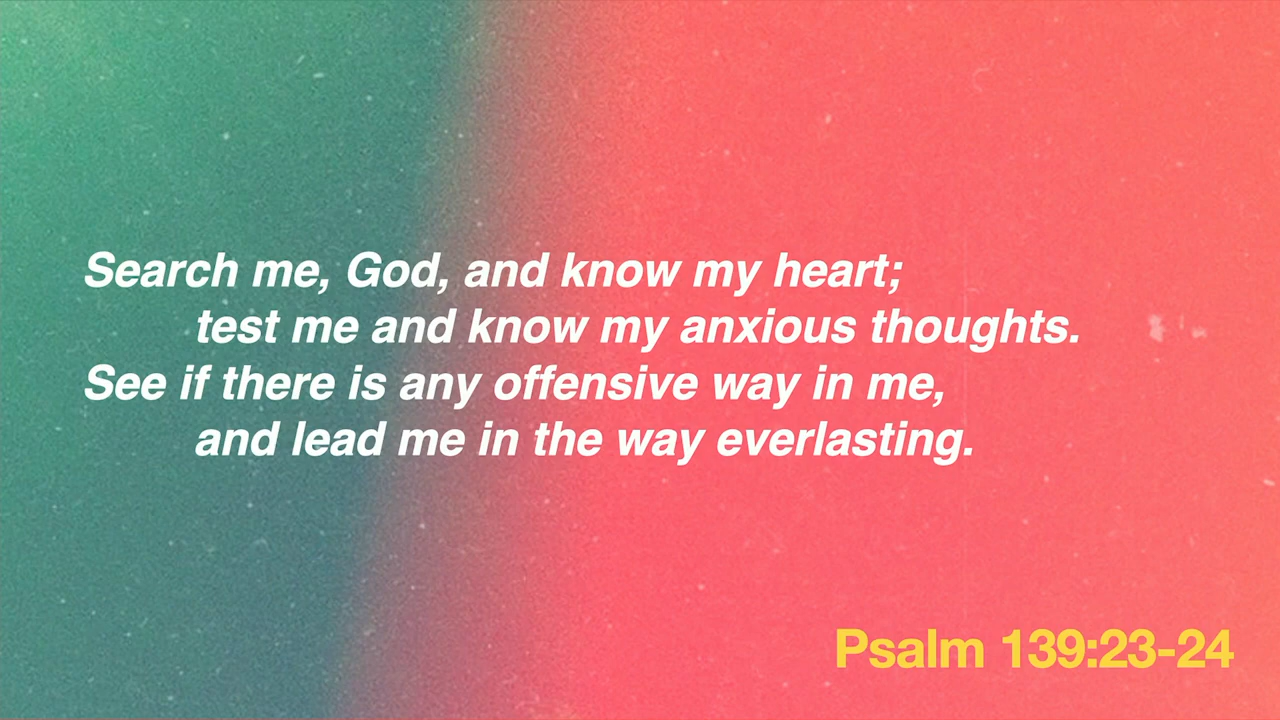 Search me, God, and know my heart;
test me and know my anxious thoughts.
See if there is any offensive way in me,
and lead me in the way everlasting.
Psalm 139:23-24